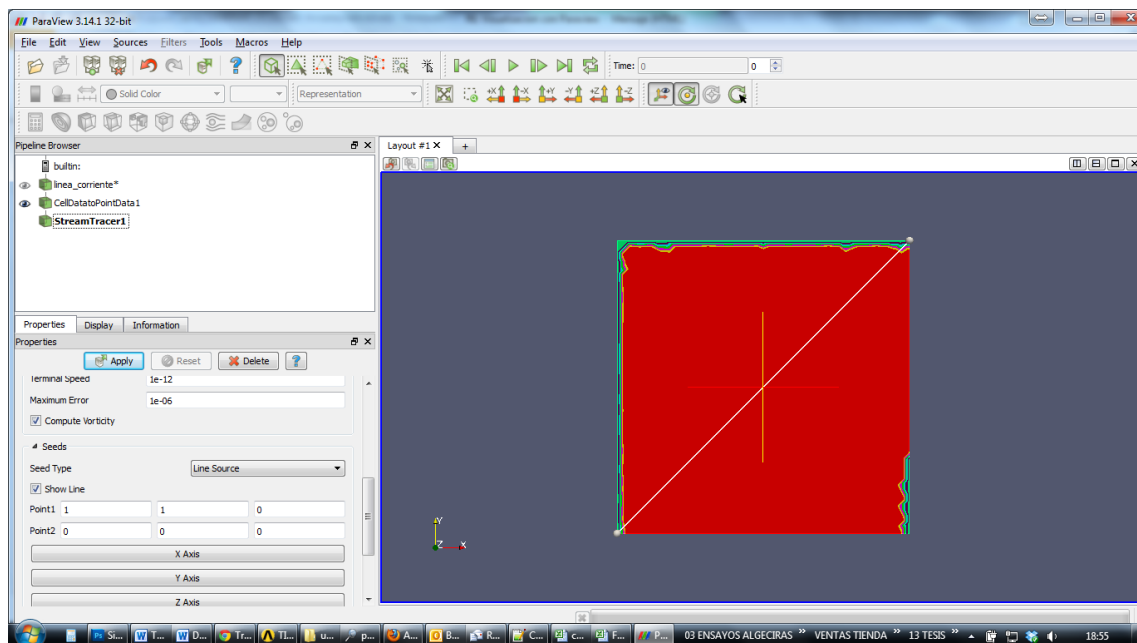 ParaView 3.14.1 32-bit
File Edit View Sources Filters Tools Macros Help
Time: 0 0
Solid Color Representation +X -X +Y -Y +Z -Z
Pipeline Browser
Layout #1 X +
builtin:
linea_corriente*
CellDatatoPointData1
StreamTracer1
Properties Display Information
Properties
Apply Reset Delete ?
Terminal Speed 1e-12
Maximum Error 1e-06
Compute Vorticity
Seeds
Seed Type Line Source
Show Line
Point1 1 1 0
Point2 0 0 0
X Axis
Y Axis
Z Axis
Y
Z X
Si... T... D... Tr... TI... u... p... A... B... R... C... c... F... P... 03 ENSAYOS ALGECIRAS » VENTAS TIENDA » 13 TESIS » 18:55